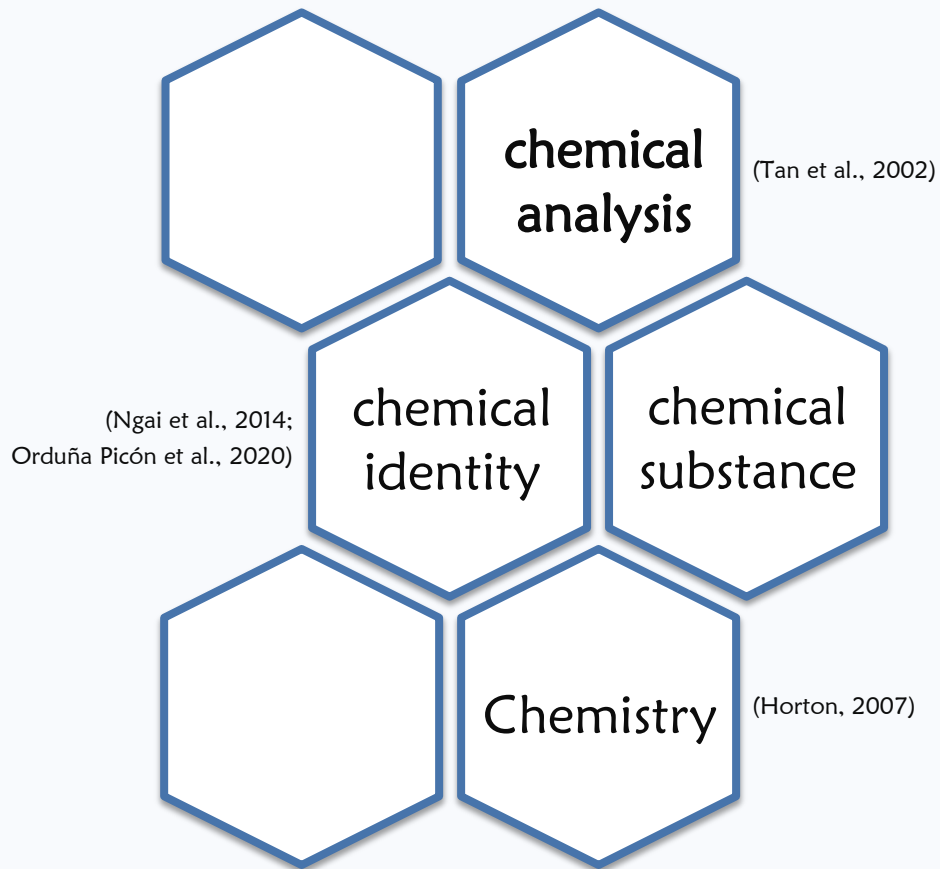 chemical
analysis
(Tan et al., 2002)
(Ngai et al., 2014;
Orduña Picón et al., 2020)
chemical
identity
chemical
substance
Chemistry
(Horton, 2007)